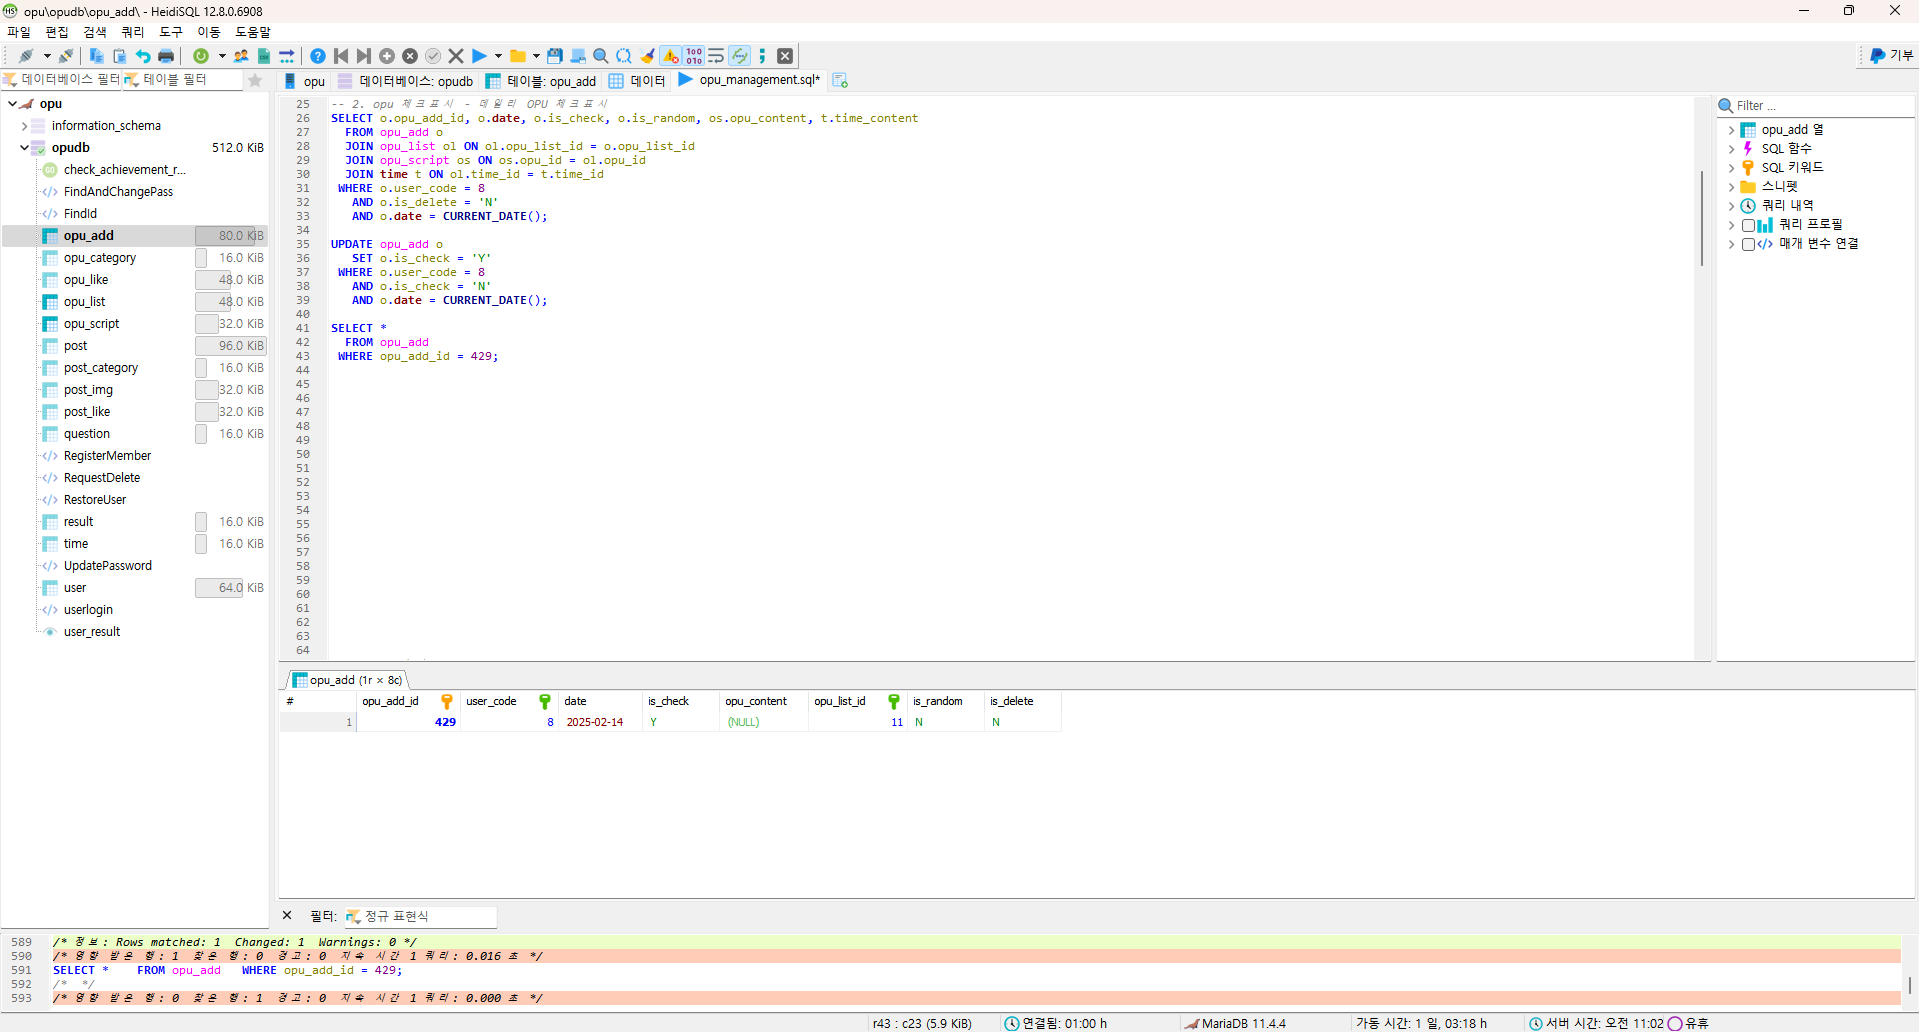 opu\opudb\opu_add\ - HeidiSQL 12.8.0.6908
파일 편집 검색 쿼리 도구 이동 도움말
기부
데이터베이스 필터 테이블 필터
opu 데이터베이스: opudb 테이블: opu_add 데이터 opu_management.sql*
opu
information_schema
opudb 512.0 KiB
check_achievement_r...
FindAndChangePass
FindId
opu_add 80.0 KiB
opu_category 16.0 KiB
opu_like 48.0 KiB
opu_list 48.0 KiB
opu_script 32.0 KiB
post 96.0 KiB
post_category 16.0 KiB
post_img 32.0 KiB
post_like 32.0 KiB
question 16.0 KiB
RegisterMember
RequestDelete
RestoreUser
result 16.0 KiB
time 16.0 KiB
UpdatePassword
user 64.0 KiB
userlogin
user_result
25 -- 2. opu 체크표시 - 데일리 OPU 체크표시
26 SELECT o.opu_add_id, o.date, o.is_check, o.is_random, os.opu_content, t.time_content
27 FROM opu_add o
28 JOIN opu_list ol ON ol.opu_list_id = o.opu_list_id
29 JOIN opu_script os ON os.opu_id = ol.opu_id
30 JOIN time t ON ol.time_id = t.time_id
31 WHERE o.user_code = 8
32 AND o.is_delete = 'N'
33 AND o.date = CURRENT_DATE();
34
35 UPDATE opu_add o
36 SET o.is_check = 'Y'
37 WHERE o.user_code = 8
38 AND o.is_check = 'N'
39 AND o.date = CURRENT_DATE();
40
41 SELECT *
42 FROM opu_add
43 WHERE opu_add_id = 429;
44
45
46
47
48
49
50
51
52
53
54
55
56
57
58
59
60
61
62
63
64
Filter ...
opu_add 열
SQL 함수
SQL 키워드
스니펫
쿼리 내역
쿼리 프로필
매개 변수 연결
opu_add (1r × 8c)
# opu_add_id user_code date is_check opu_content opu_list_id is_random is_delete
1 429 8 2025-02-14 Y (NULL) 11 N N
필터: 정규 표현식
589 /* 정보: Rows matched: 1 Changed: 1 Warnings: 0 */
590 /* 영향 받은 행: 1 찾은 행: 0 경고: 0 지속 시간 1 쿼리: 0.016 초 */
591 SELECT * FROM opu_add WHERE opu_add_id = 429;
592 /* */
593 /* 영향 받은 행: 0 찾은 행: 1 경고: 0 지속 시간 1 쿼리: 0.000 초 */
r43 : c23 (5.9 KiB) 연결됨: 01:00 h MariaDB 11.4.4 가동 시간: 1 일, 03:18 h 서버 시간: 오전 11:02 유휴